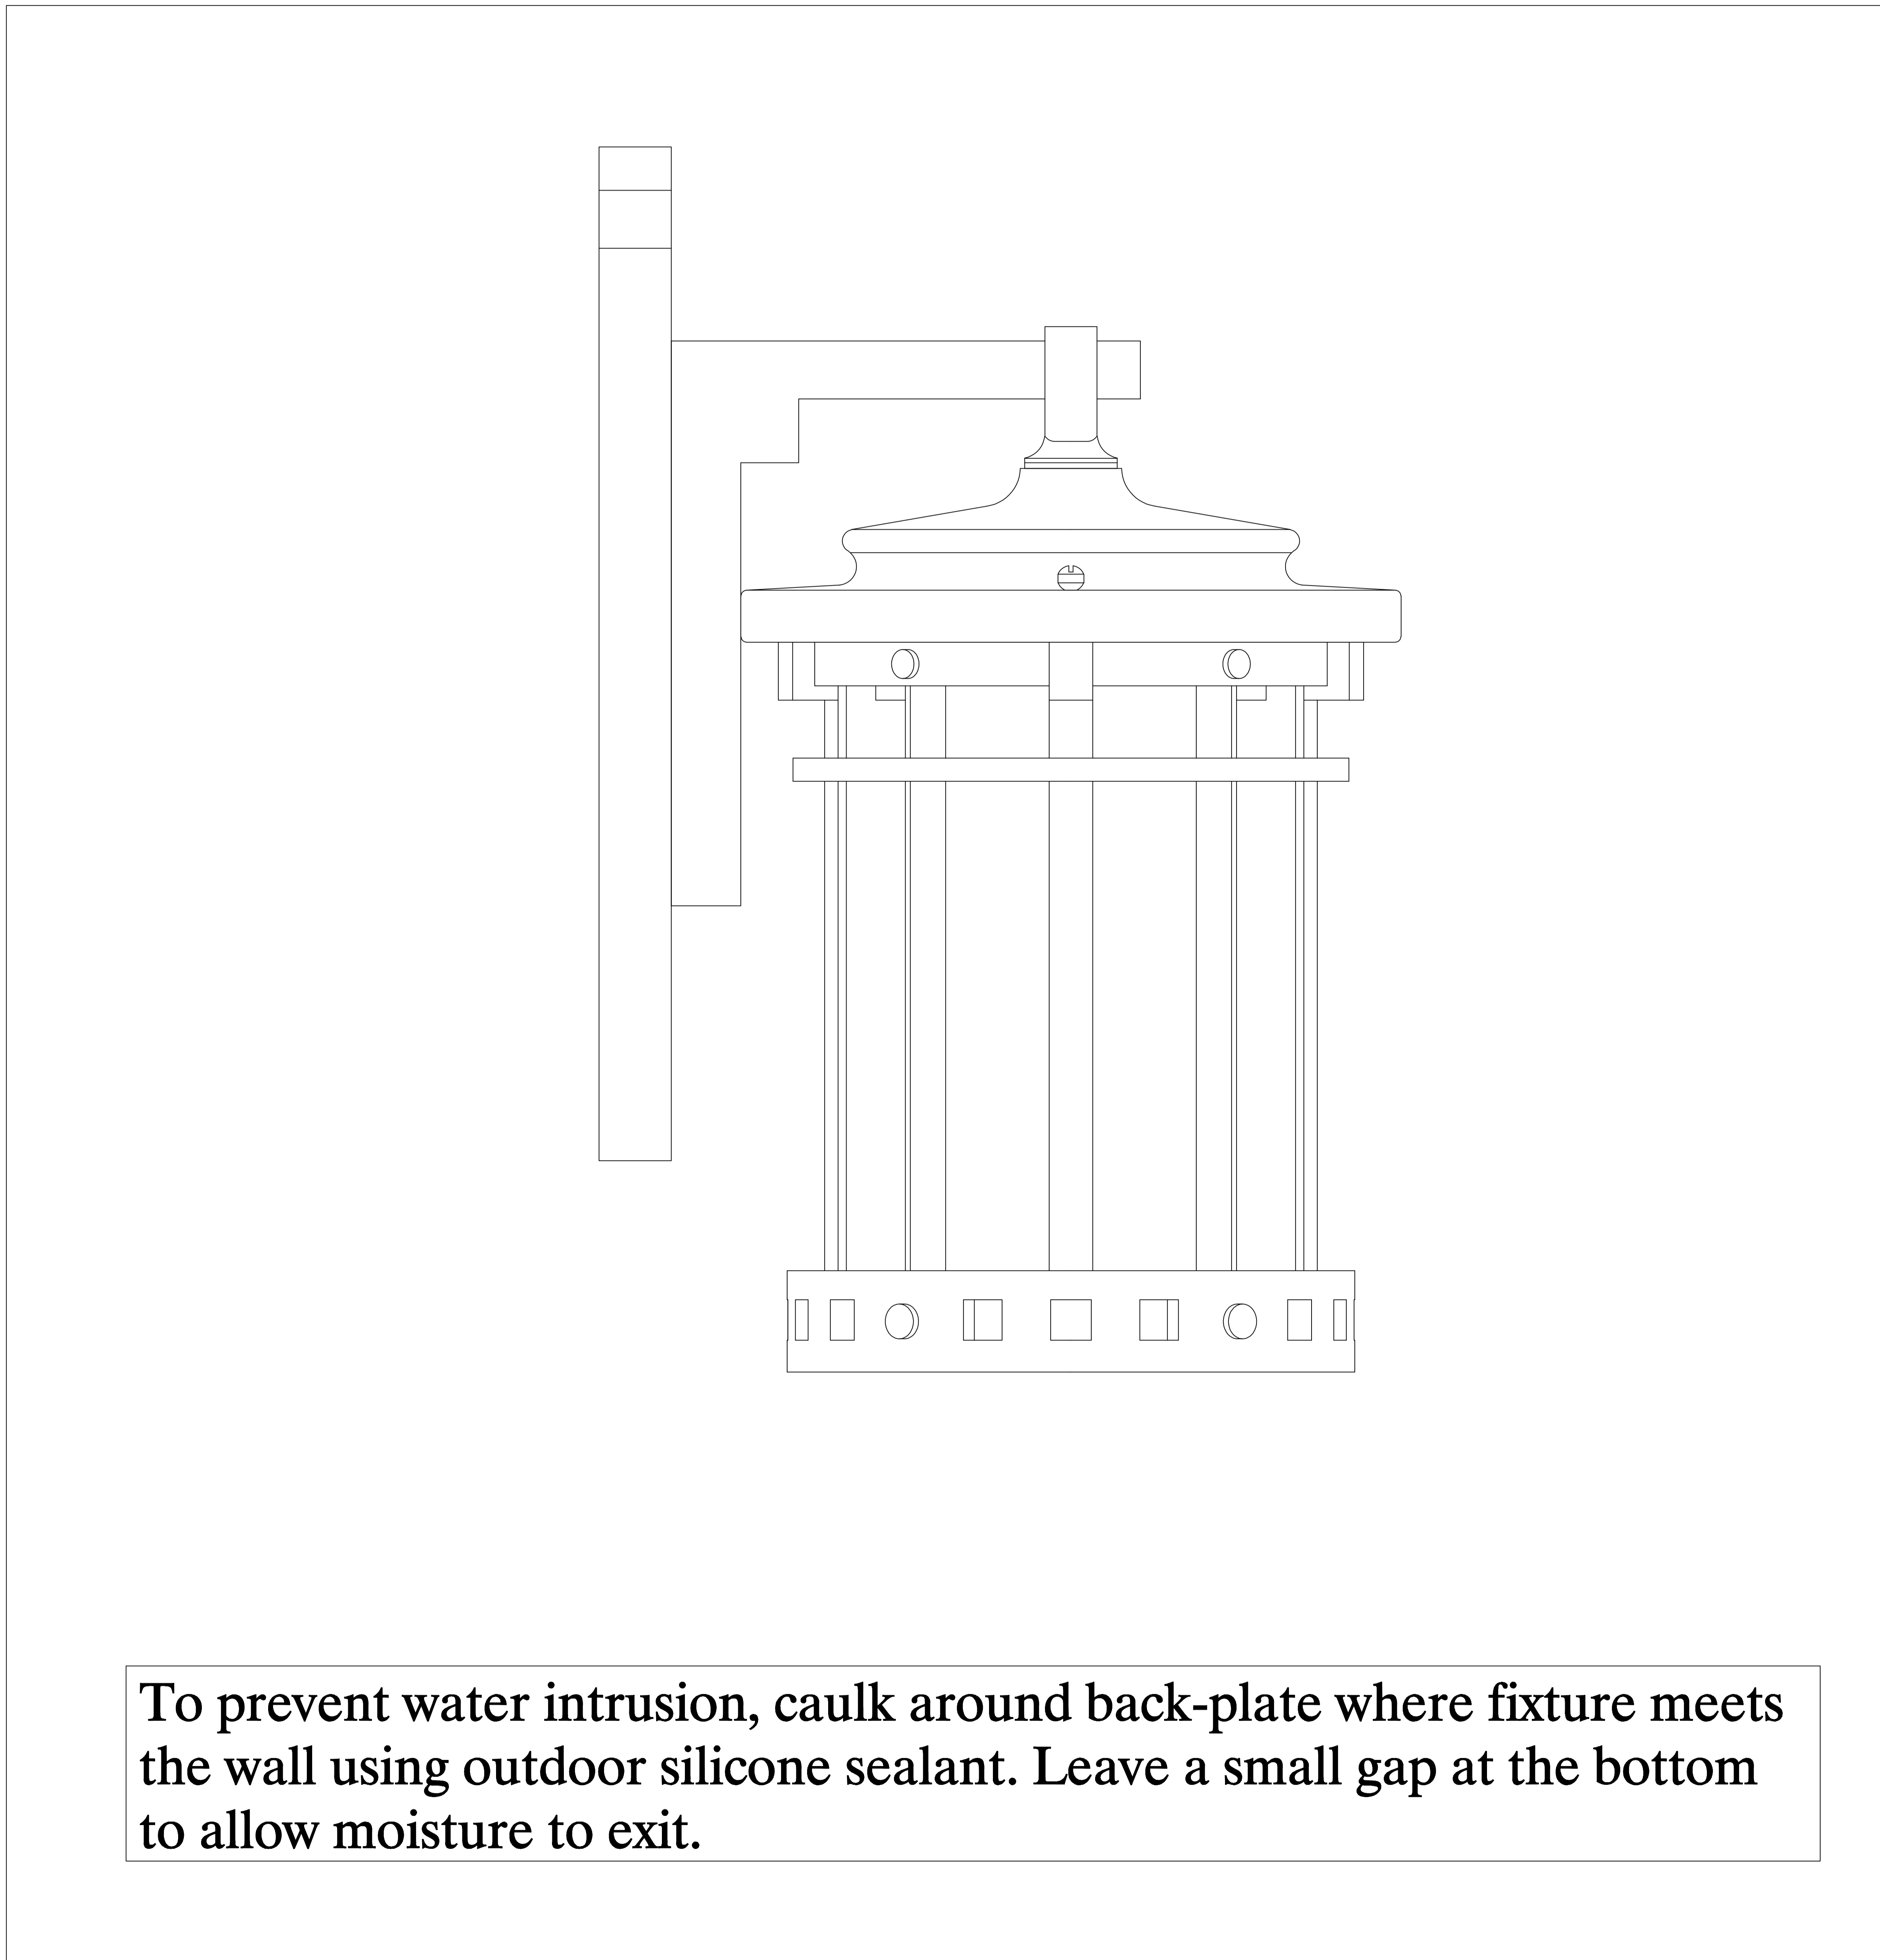 To prevent water intrusion, caulk around back-plate where fixture meets
the wall using outdoor silicone sealant. Leave a small gap at the bottom
to allow moisture to exit.